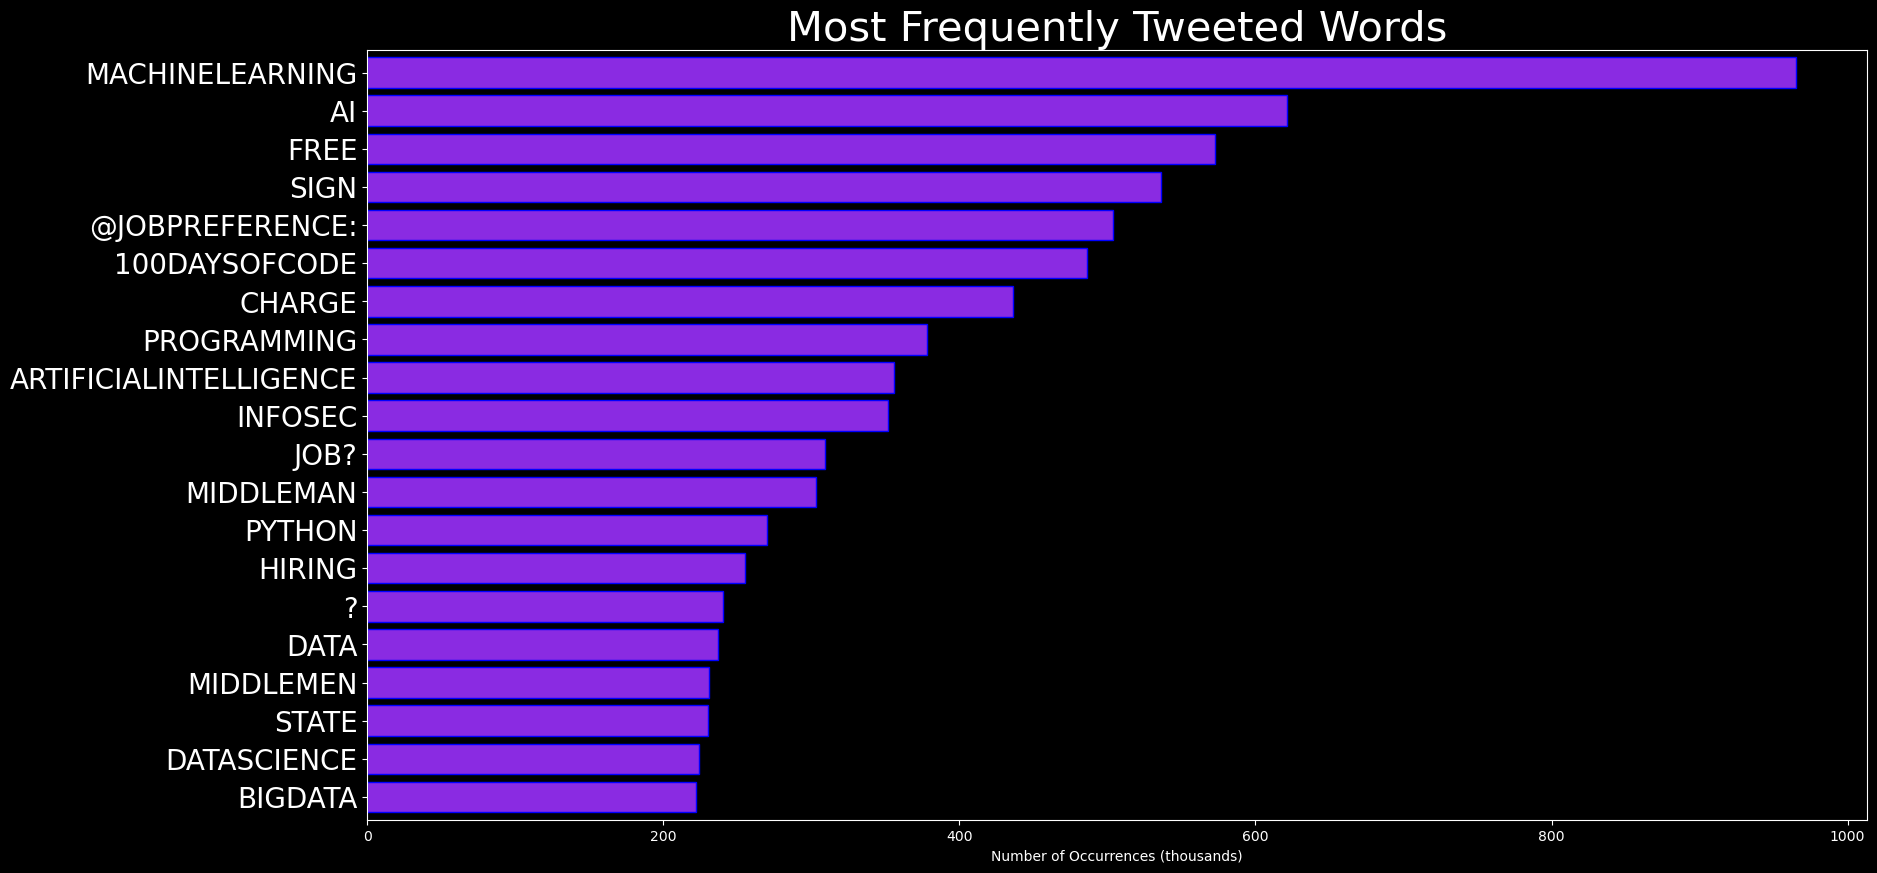 Most Frequently Tweeted Words
MACHINELEARNING
AI
FREE
SIGN
@JOBPREFERENCE:
100DAYSOFCODE
CHARGE
PROGRAMMING
ARTIFICIALINTELLIGENCE
INFOSEC
JOB?
MIDDLEMAN
PYTHON
HIRING
?
DATA
MIDDLEMEN
STATE
DATASCIENCE
BIGDATA
0 200 400 600 800 1000
Number of Occurrences (thousands)